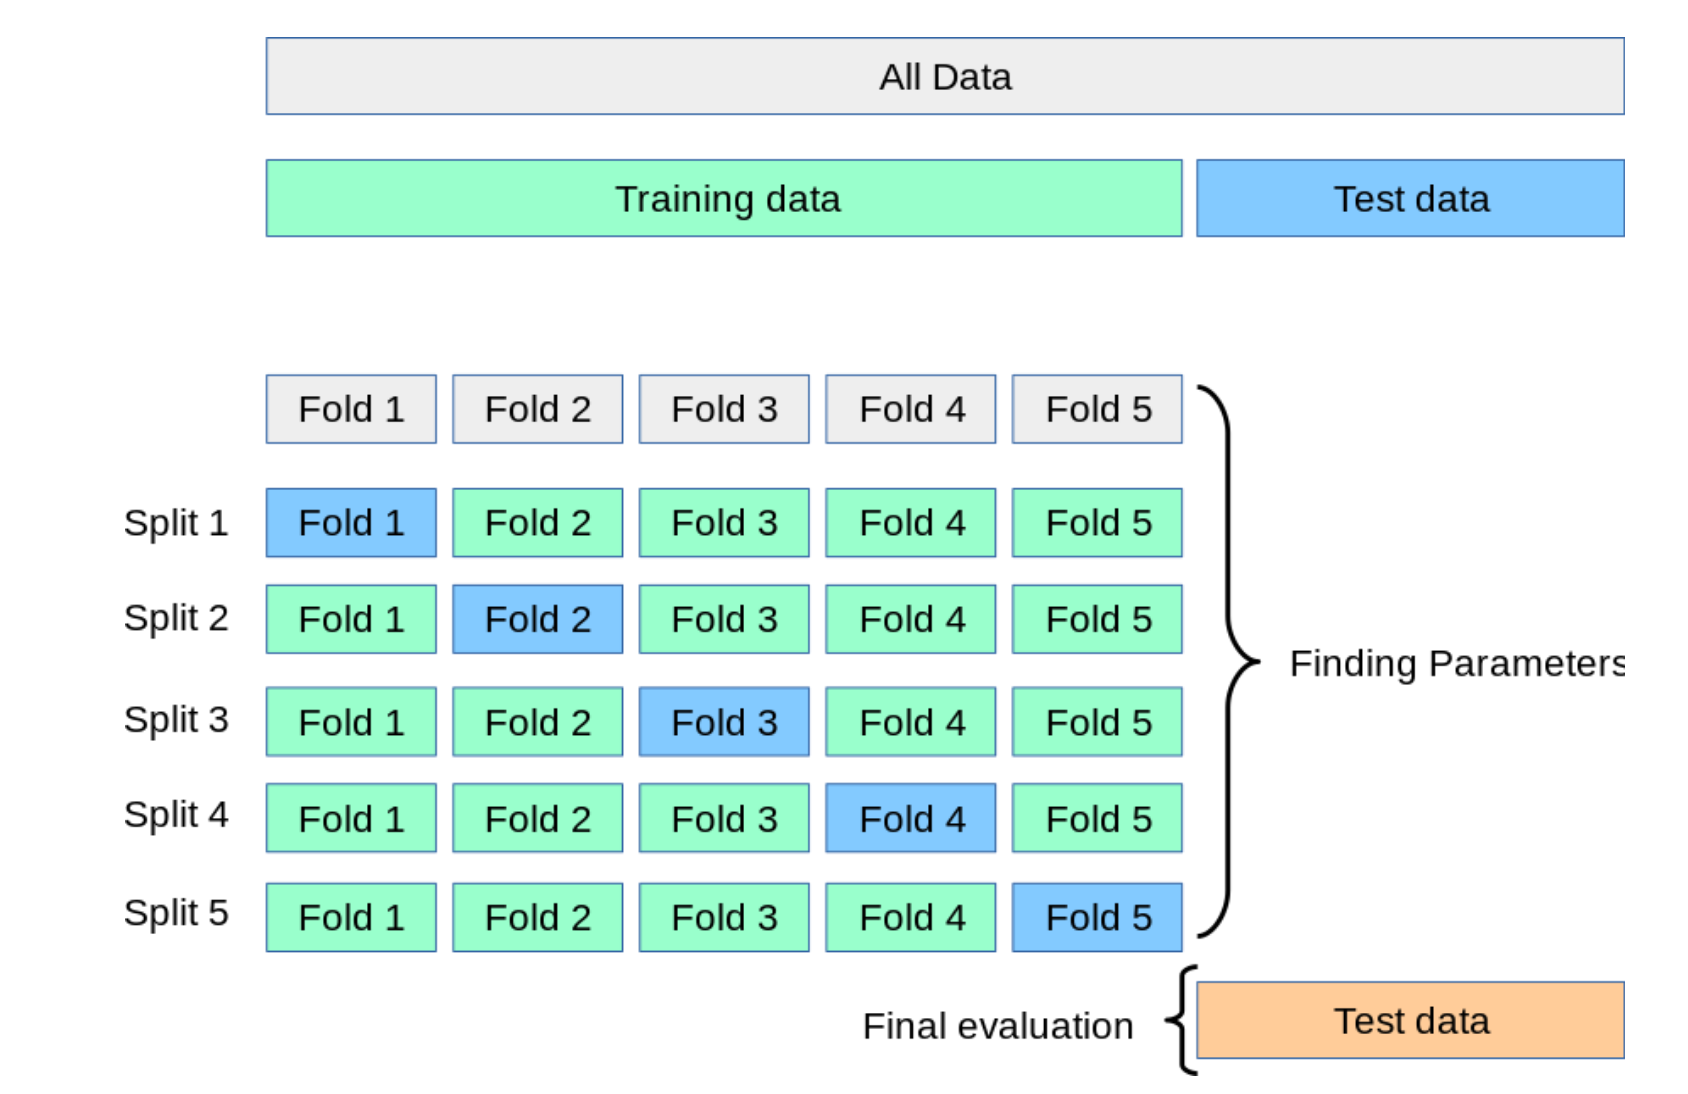 All Data
Training data Test data
Fold 1 Fold 2 Fold 3 Fold 4 Fold 5
Split 1 Fold 1 Fold 2 Fold 3 Fold 4 Fold 5
Split 2 Fold 1 Fold 2 Fold 3 Fold 4 Fold 5
Finding Parameters
Split 3 Fold 1 Fold 2 Fold 3 Fold 4 Fold 5
Split 4 Fold 1 Fold 2 Fold 3 Fold 4 Fold 5
Split 5 Fold 1 Fold 2 Fold 3 Fold 4 Fold 5
Final evaluation Test data